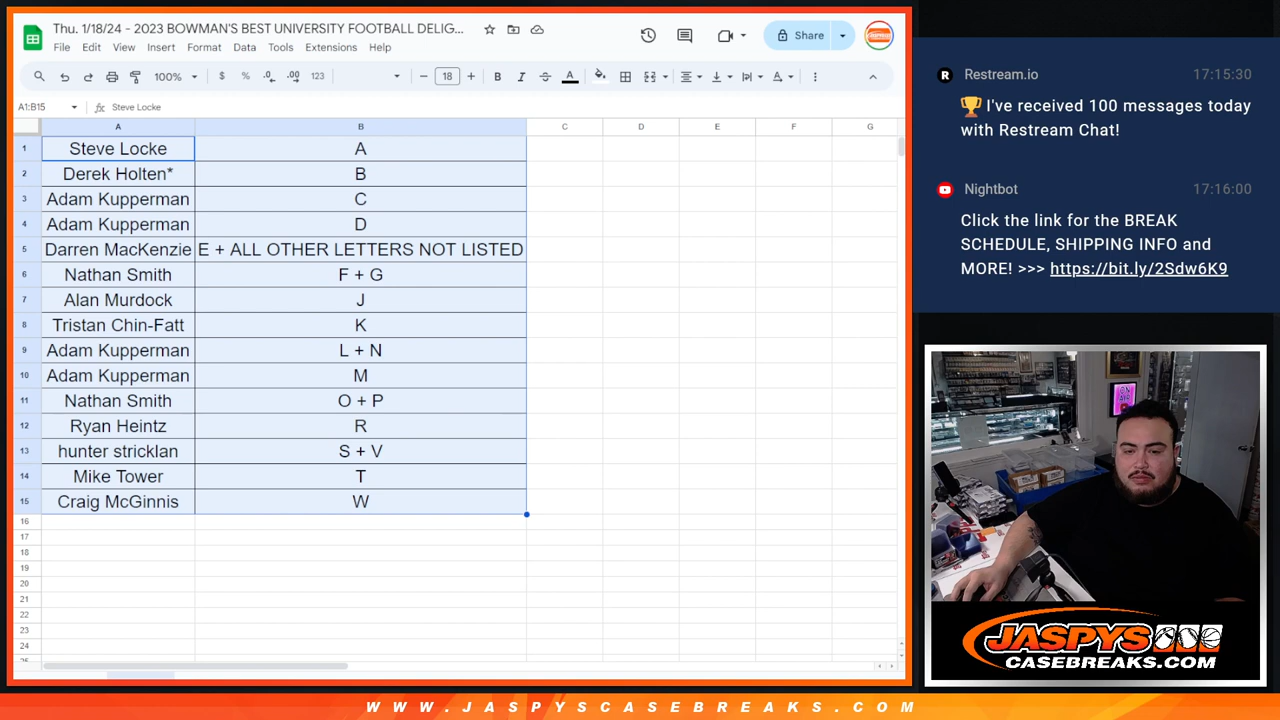 Thu. 1/18/24 - 2023 BOWMAN'S BEST UNIVERSITY FOOTBALL DELIG...
File Edit View Insert Format Data Tools Extensions Help
Share
100% $ % .0 .00 123 18 B I S A A
A1:B15 fx Steve Locke
A B C D E F G
1 Steve Locke A
2 Derek Holten* B
3 Adam Kupperman C
4 Adam Kupperman D
5 Darren MacKenzie E + ALL OTHER LETTERS NOT LISTED
6 Nathan Smith F + G
7 Alan Murdock J
8 Tristan Chin-Fatt K
9 Adam Kupperman L + N
10 Adam Kupperman M
11 Nathan Smith O + P
12 Ryan Heintz R
13 hunter stricklan S + V
14 Mike Tower T
15 Craig McGinnis W
16
17
18
19
20
21
22
23
24
Restream.io 17:15:30
🏆 I've received 100 messages today
with Restream Chat!
Nightbot 17:16:00
Click the link for the BREAK
SCHEDULE, SHIPPING INFO and
MORE! >>> https://bit.ly/2Sdw6K9
ON AIR
JASPYS
CASEBREAKS.COM
WWW.JASPYSCASEBREAKS.COM